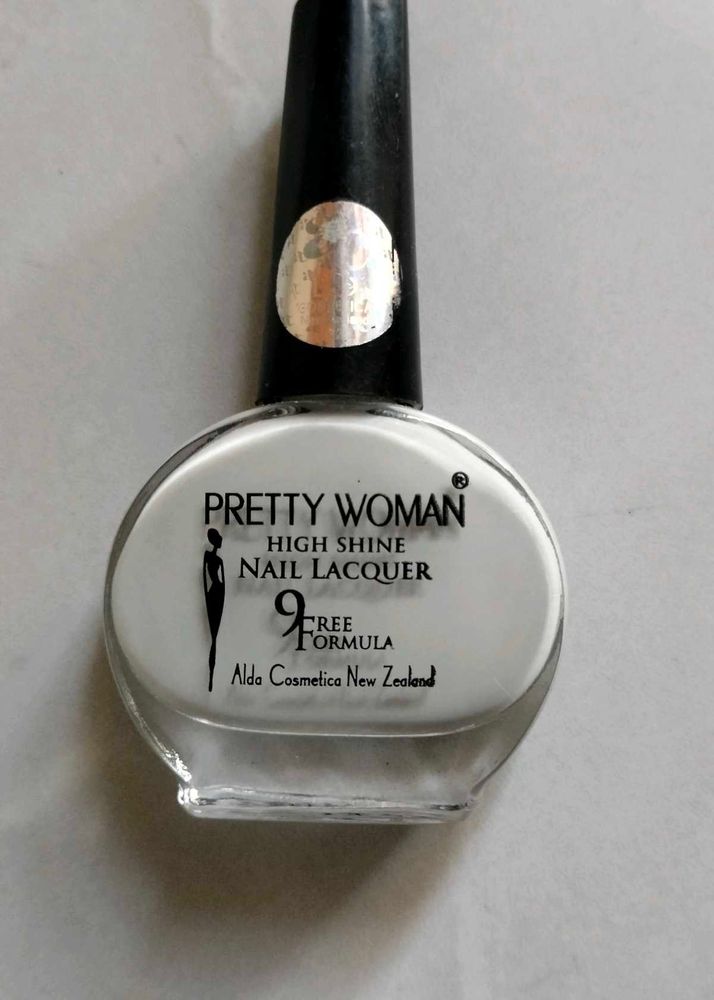 PRETTY WOMAN®
HIGH SHINE
NAIL LACQUER
9 FREE
FORMULA
Alda Cosmetica New Zealand